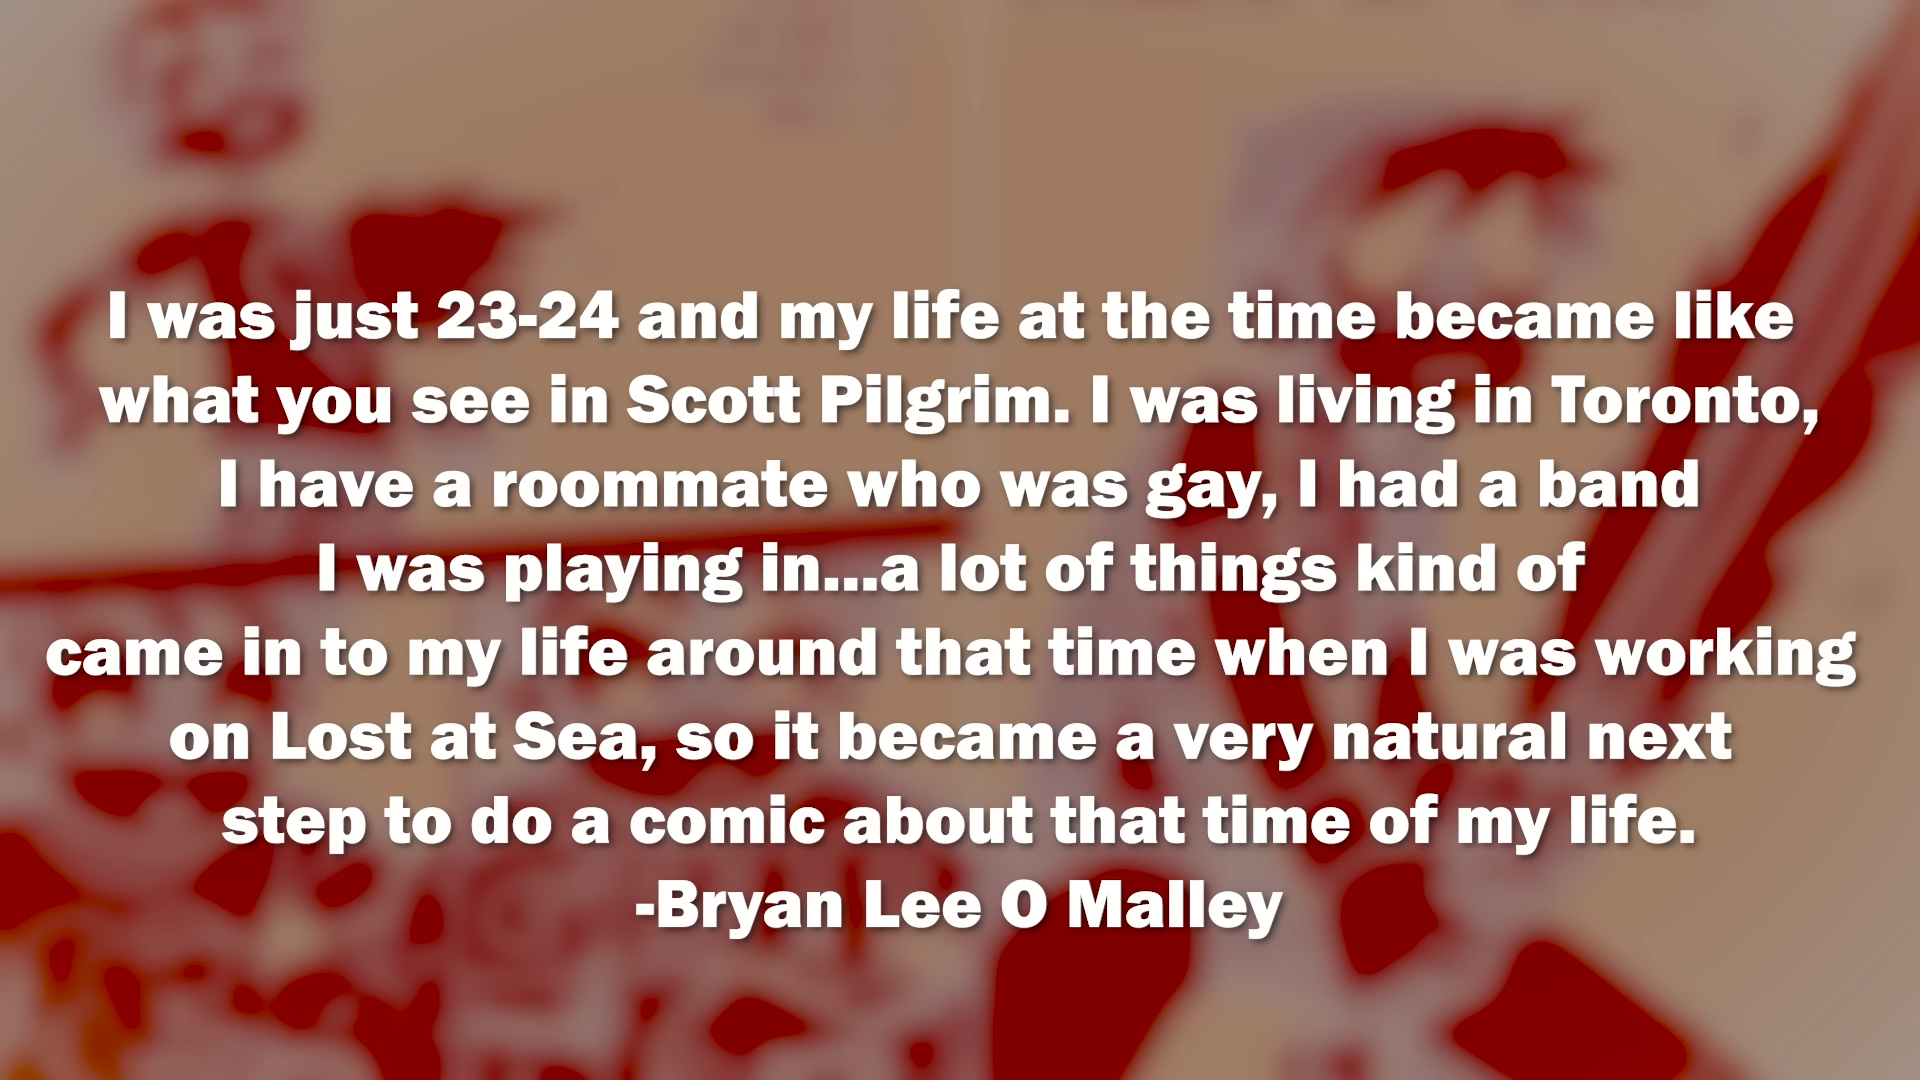 I was just 23-24 and my life at the time became like
what you see in Scott Pilgrim. I was living in Toronto,
I have a roommate who was gay, I had a band
I was playing in...a lot of things kind of
came in to my life around that time when I was working
on Lost at Sea, so it became a very natural next
step to do a comic about that time of my life.
-Bryan Lee O Malley